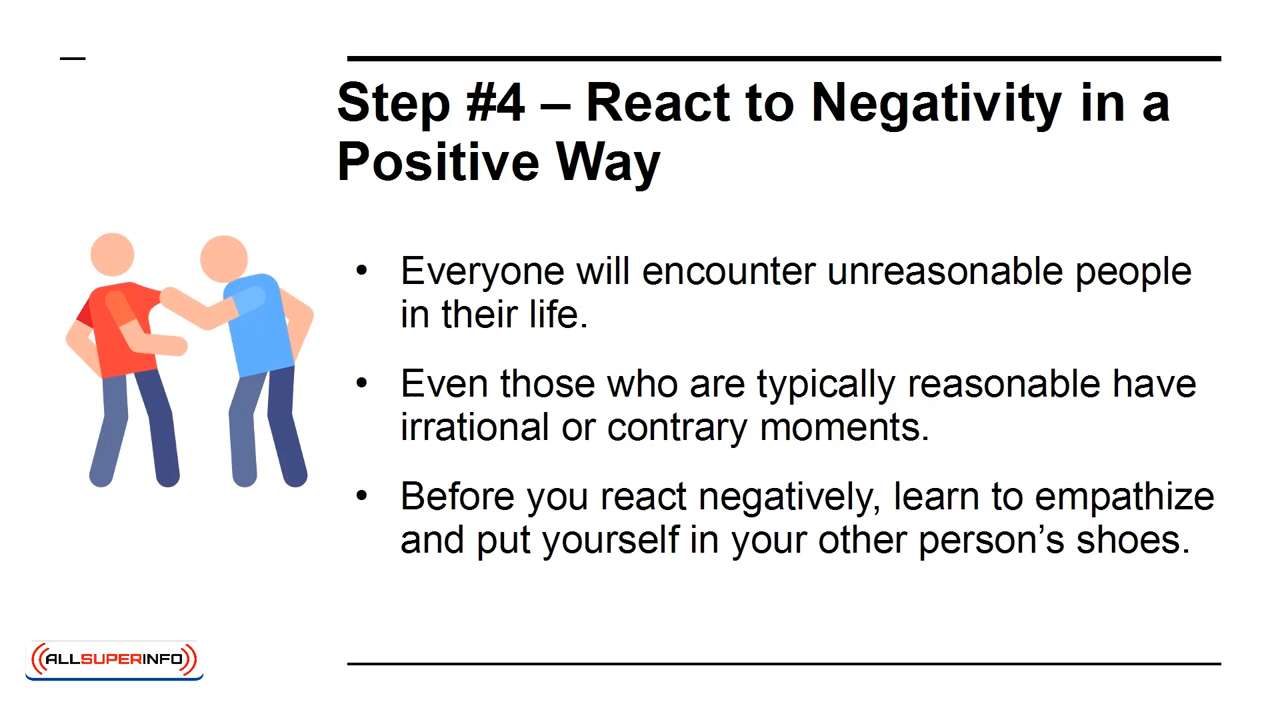 Step #4 – React to Negativity in a
Positive Way
• Everyone will encounter unreasonable people
in their life.
• Even those who are typically reasonable have
irrational or contrary moments.
• Before you react negatively, learn to empathize
and put yourself in your other person’s shoes.
ALLSUPERINFO